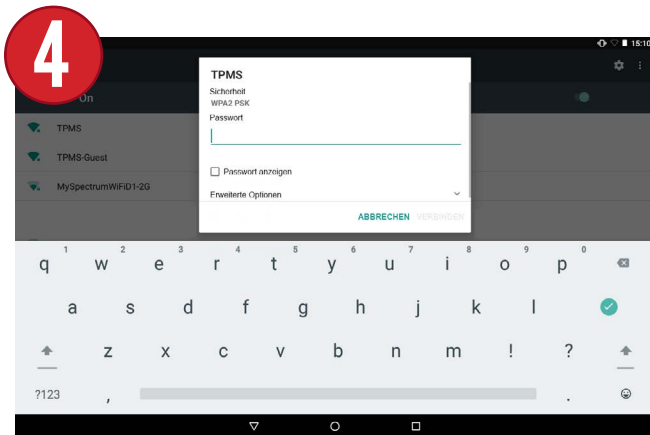 4
15:10
On
TPMS
TPMS-Guest
MySpectrumWiFiD1-2G
TPMS
Sicherheit
WPA2 PSK
Passwort
Passwort anzeigen
Erweiterte Optionen
ABBRECHEN VERBINDEN
1 2 3 4 5 6 7 8 9 0
q w e r t y u i o p
a s d f g h j k l
z x c v b n m ! ?
?123 , .